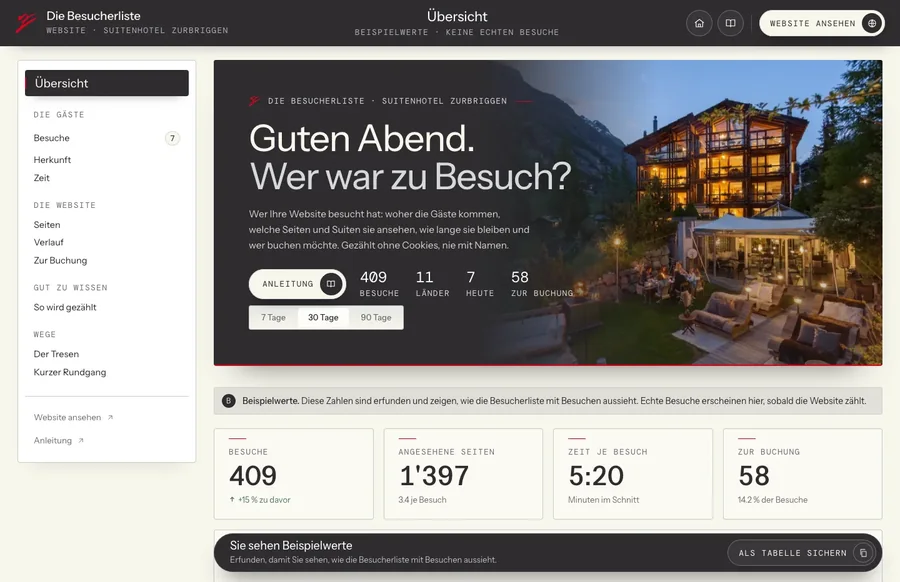 Die Besucherliste
WEBSITE · SUITENHOTEL ZURBRIGGEN
Übersicht
BEISPIELWERTE · KEINE ECHTEN BESUCHE
WEBSITE ANSEHEN
Übersicht
DIE GÄSTE
Besuche 7
Herkunft
Zeit
DIE WEBSITE
Seiten
Verlauf
Zur Buchung
GUT ZU WISSEN
So wird gezählt
WEGE
Der Tresen
Kurzer Rundgang
Website ansehen ↗
Anleitung ↗
DIE BESUCHERLISTE · SUITENHOTEL ZURBRIGGEN
Guten Abend.
Wer war zu Besuch?
Wer Ihre Website besucht hat: woher die Gäste kommen,
welche Seiten und Suiten sie ansehen, wie lange sie bleiben und
wer buchen möchte. Gezählt ohne Cookies, nie mit Namen.
ANLEITUNG
409 BESUCHE
11 LÄNDER
7 HEUTE
58 ZUR BUCHUNG
7 Tage 30 Tage 90 Tage
B Beispielwerte. Diese Zahlen sind erfunden und zeigen, wie die Besucherliste mit Besuchen aussieht. Echte Besuche erscheinen hier, sobald die Website zählt.
BESUCHE
409
↑ +15 % zu davor
ANGESEHENE SEITEN
1'397
3.4 je Besuch
ZEIT JE BESUCH
5:20
Minuten im Schnitt
ZUR BUCHUNG
58
14.2 % der Besuche
Sie sehen Beispielwerte
Erfunden, damit Sie sehen, wie die Besucherliste mit Besuchen aussieht.
ALS TABELLE SICHERN